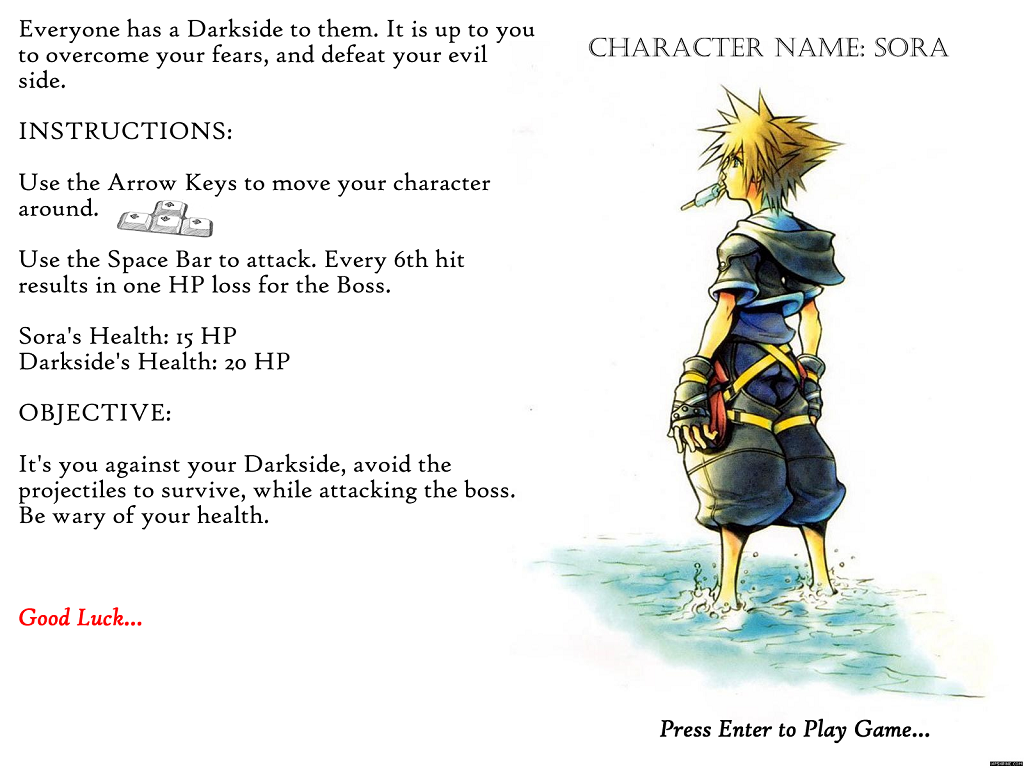 Everyone has a Darkside to them. It is up to you
to overcome your fears, and defeat your evil
side.
INSTRUCTIONS:
Use the Arrow Keys to move your character
around.
Use the Space Bar to attack. Every 6th hit
results in one HP loss for the Boss.
Sora's Health: 15 HP
Darkside's Health: 20 HP
OBJECTIVE:
It's you against your Darkside, avoid the
projectiles to survive, while attacking the boss.
Be wary of your health.
Good Luck...
CHARACTER NAME: SORA
Press Enter to Play Game...